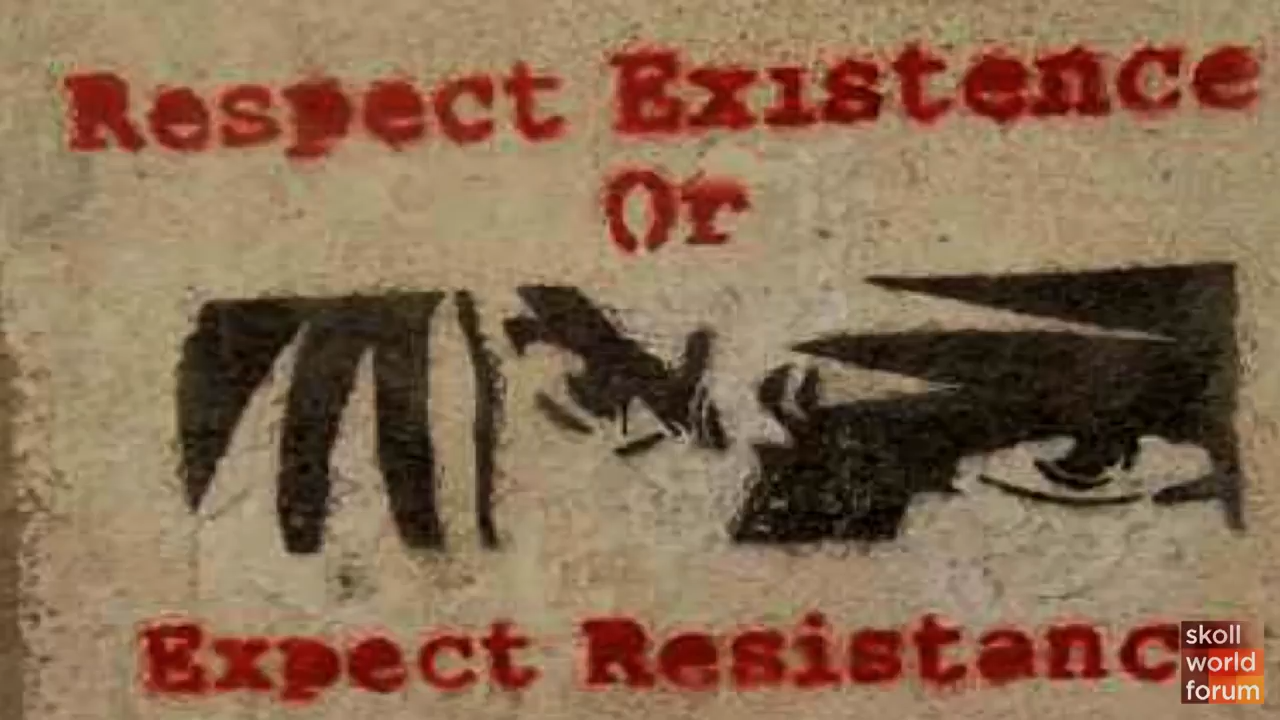 Respect Existence
Or
Expect Resistanc
skoll
world
forum